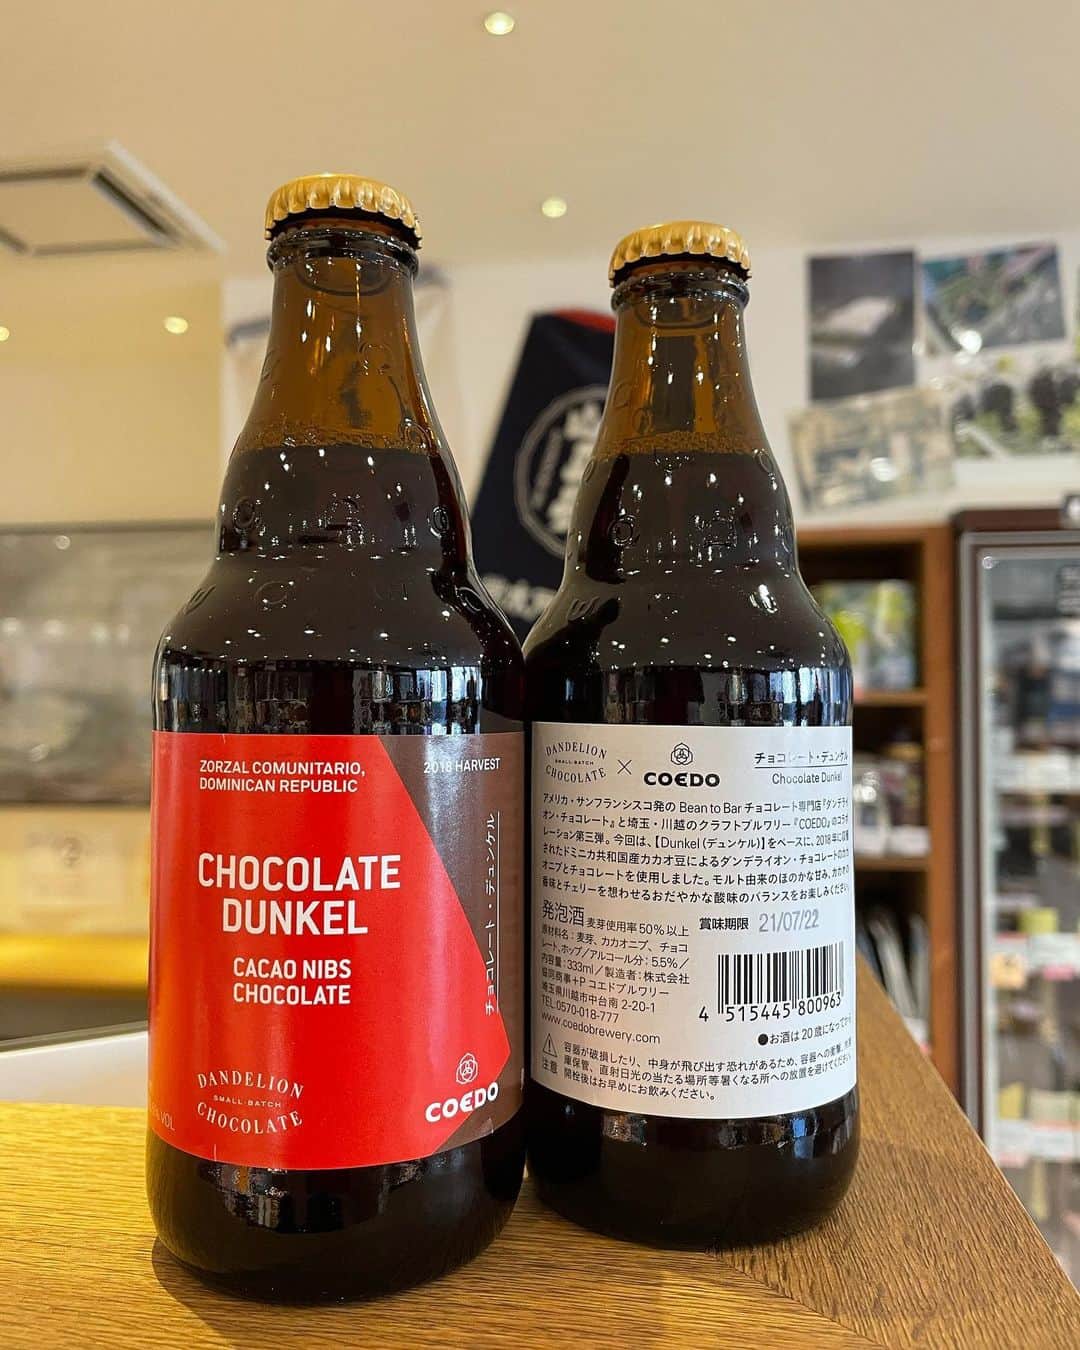 ZORZAL COMUNITARIO,
DOMINICAN REPUBLIC
2018 HARVEST
チョコレート・デュンケル
CHOCOLATE
DUNKEL
CACAO NIBS
CHOCOLATE
DANDELION
SMALL-BATCH
CHOCOLATE
COEDO
VOL
DANDELION
SMALL-BATCH
CHOCOLATE
×
COEDO
チョコレート・デュンケル
Chocolate Dunkel
アメリカ・サンフランシスコ発の Bean to Bar チョコレート専門店『ダンデライ
オン・チョコレート』と埼玉・川越のクラフトブルワリー『COEDO』のコラボ
レーション第三弾。今回は、【Dunkel (デュンケル)】をベースに、2018年に収穫
されたドミニカ共和国産カカオ豆によるダンデライオン・チョコレートのカカ
オニブとチョコレートを使用しました。モルト由来のほのかな甘み、カカオの
香味とチェリーを想わせるおだやかな酸味のバランスをお楽しみください。
発泡酒 麦芽使用率50%以上
原材料名:麦芽、カカオニブ、チョコ
レート、ホップ/アルコール分:5.5%/
内容量:333ml/製造者:株式会社
協同商事+P コエドブルワリー
埼玉県川越市中台南2-20-1
TEL:0570-018-777
www.coedobrewery.com
賞味期限 21/07/22
4 515445 800963
●お酒は20歳になってから
注意
容器が破損したり、中身が飛び出す恐れがあるため、容器への衝撃、冷凍
庫保管、直射日光の当たる場所等暑くなる所への放置を避けてください。
開栓後はお早めにお飲みください。